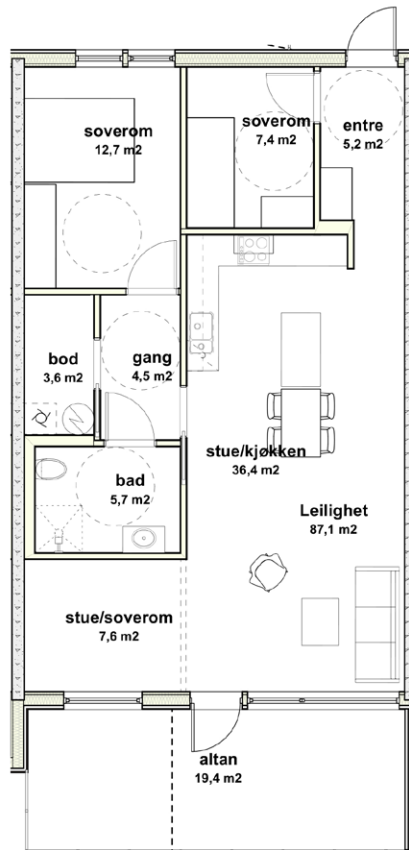 soverom
12,7 m2
soverom
7,4 m2
entre
5,2 m2
bod
3,6 m2
gang
4,5 m2
stue/kjøkken
36,4 m2
bad
5,7 m2
Leilighet
87,1 m2
stue/soverom
7,6 m2
altan
19,4 m2